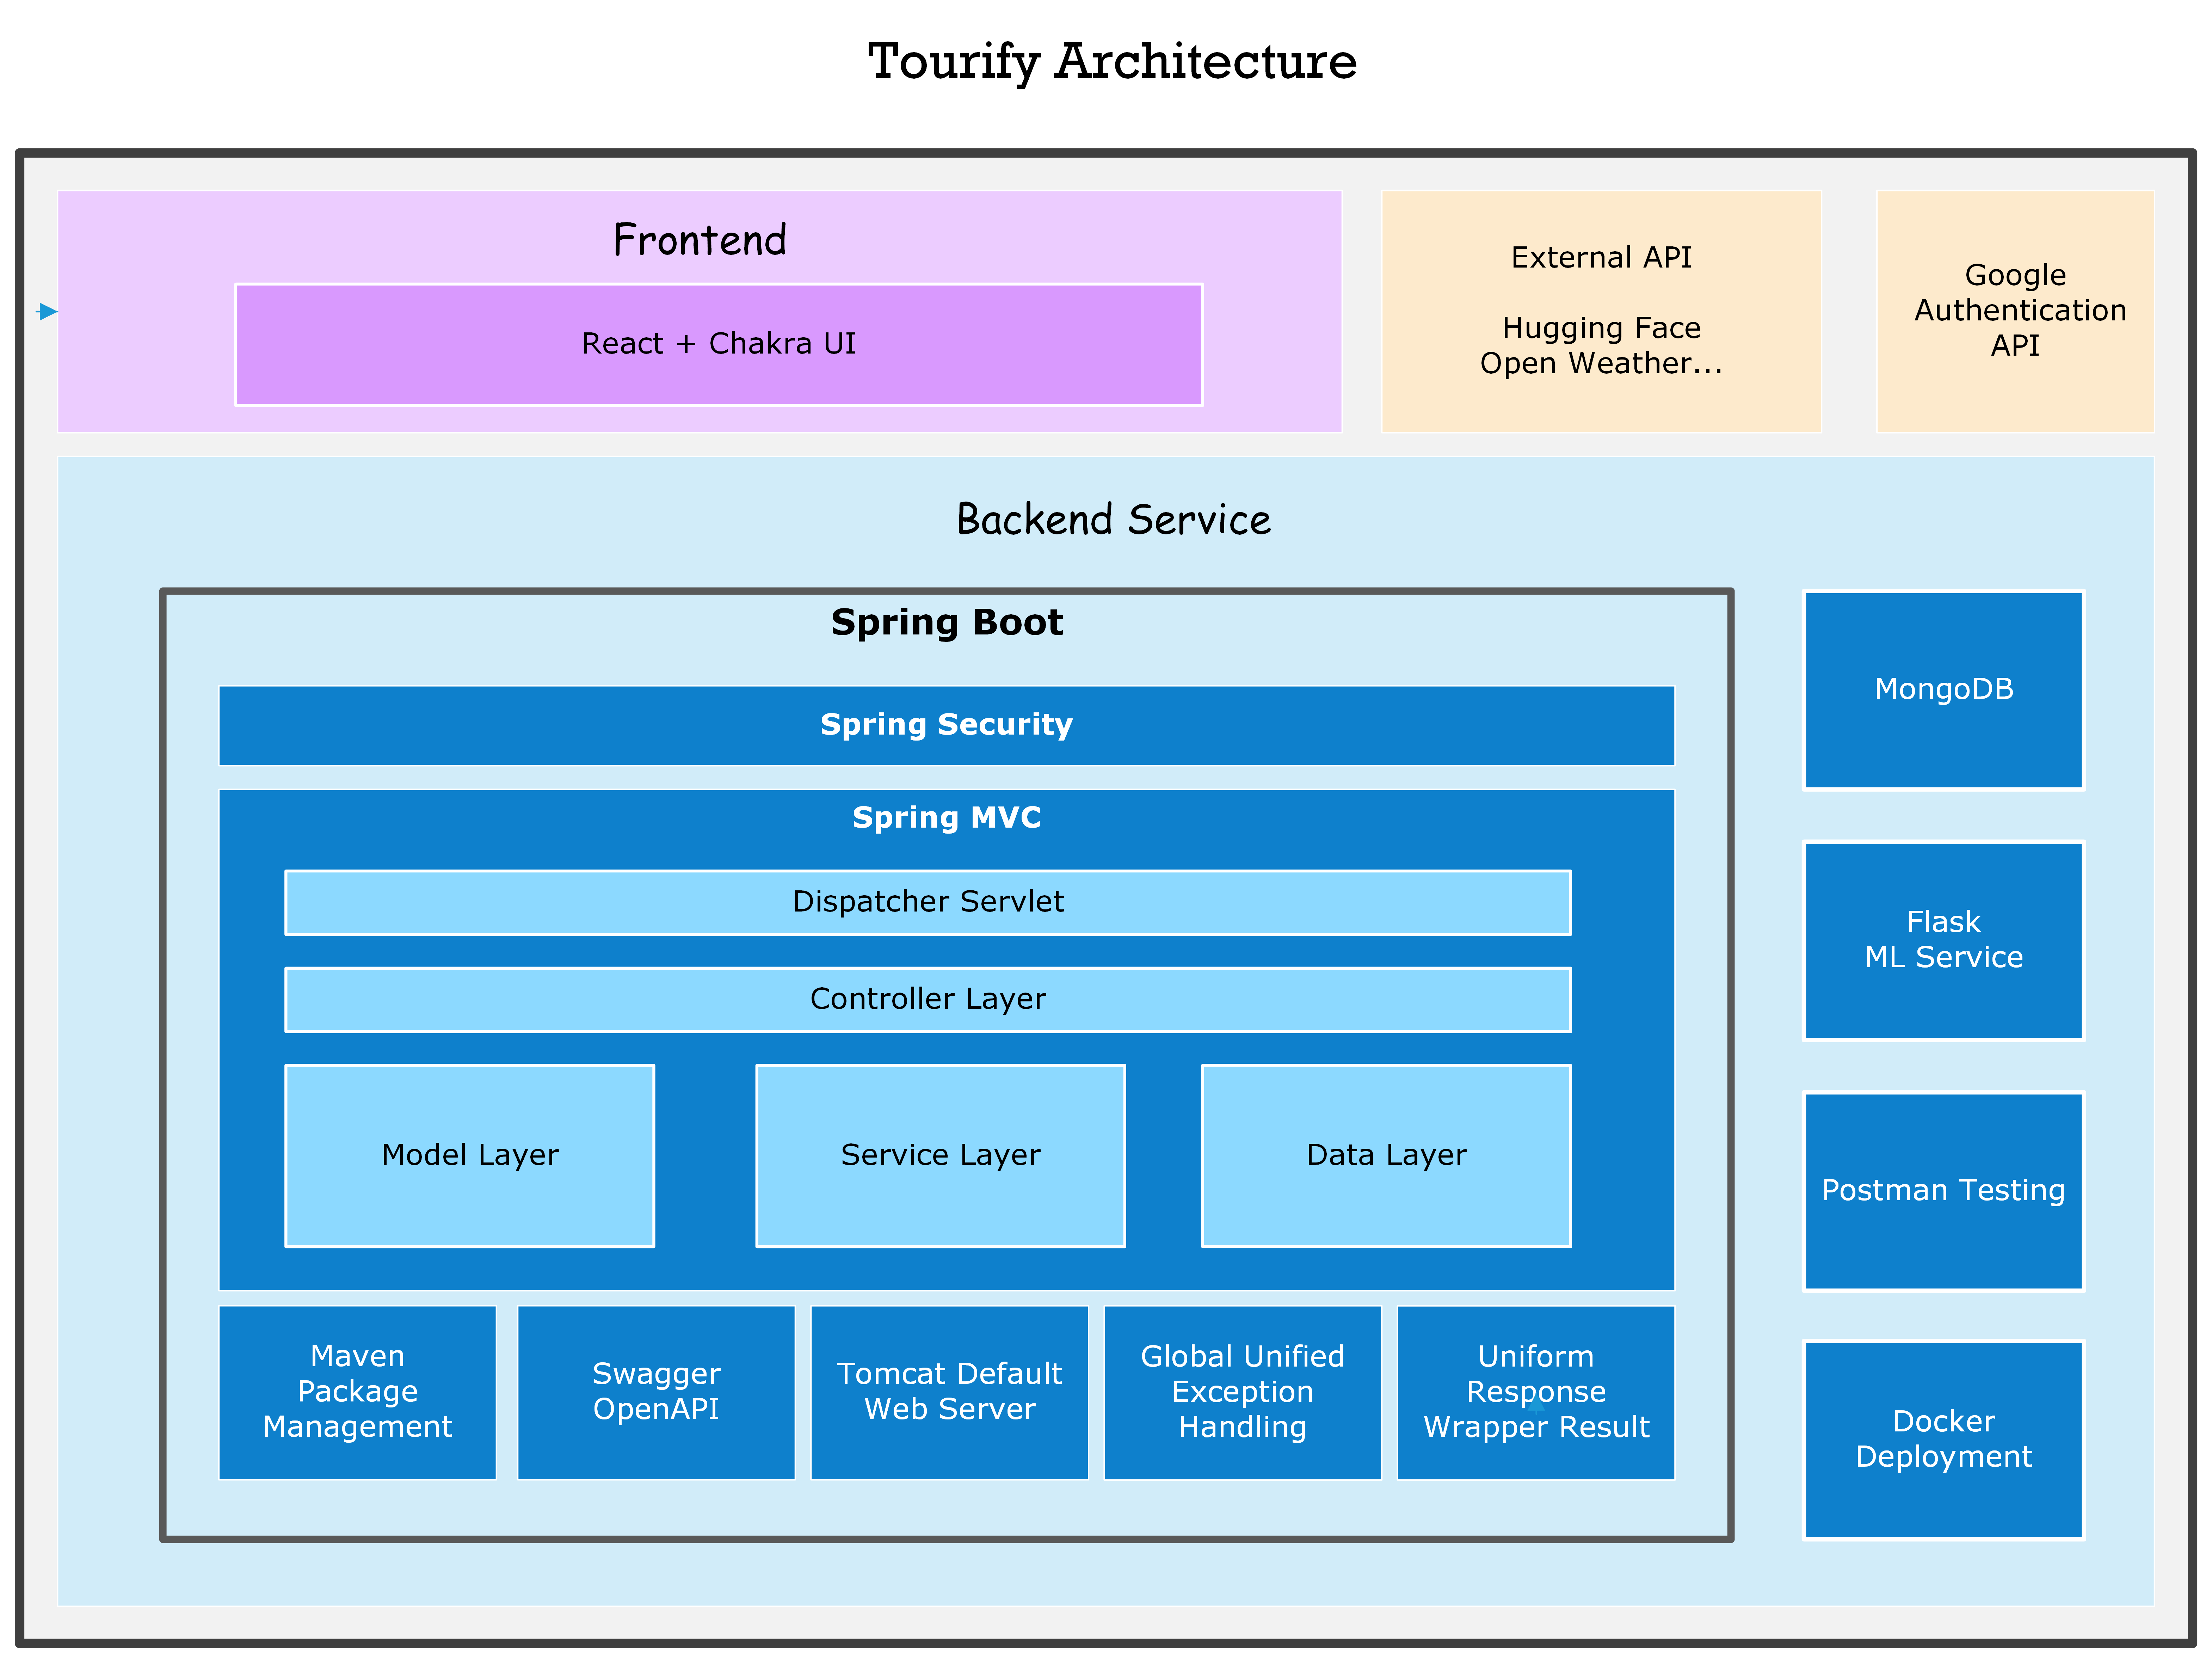 Tourify Architecture
Frontend
React + Chakra UI
External API
Hugging Face
Open Weather...
Google
Authentication
API
Backend Service
Spring Boot
Spring Security
Spring MVC
Dispatcher Servlet
Controller Layer
Model Layer
Service Layer
Data Layer
Maven
Package
Management
Swagger
OpenAPI
Tomcat Default
Web Server
Global Unified
Exception
Handling
Uniform
Response
Wrapper Result
MongoDB
Flask
ML Service
Postman Testing
Docker
Deployment